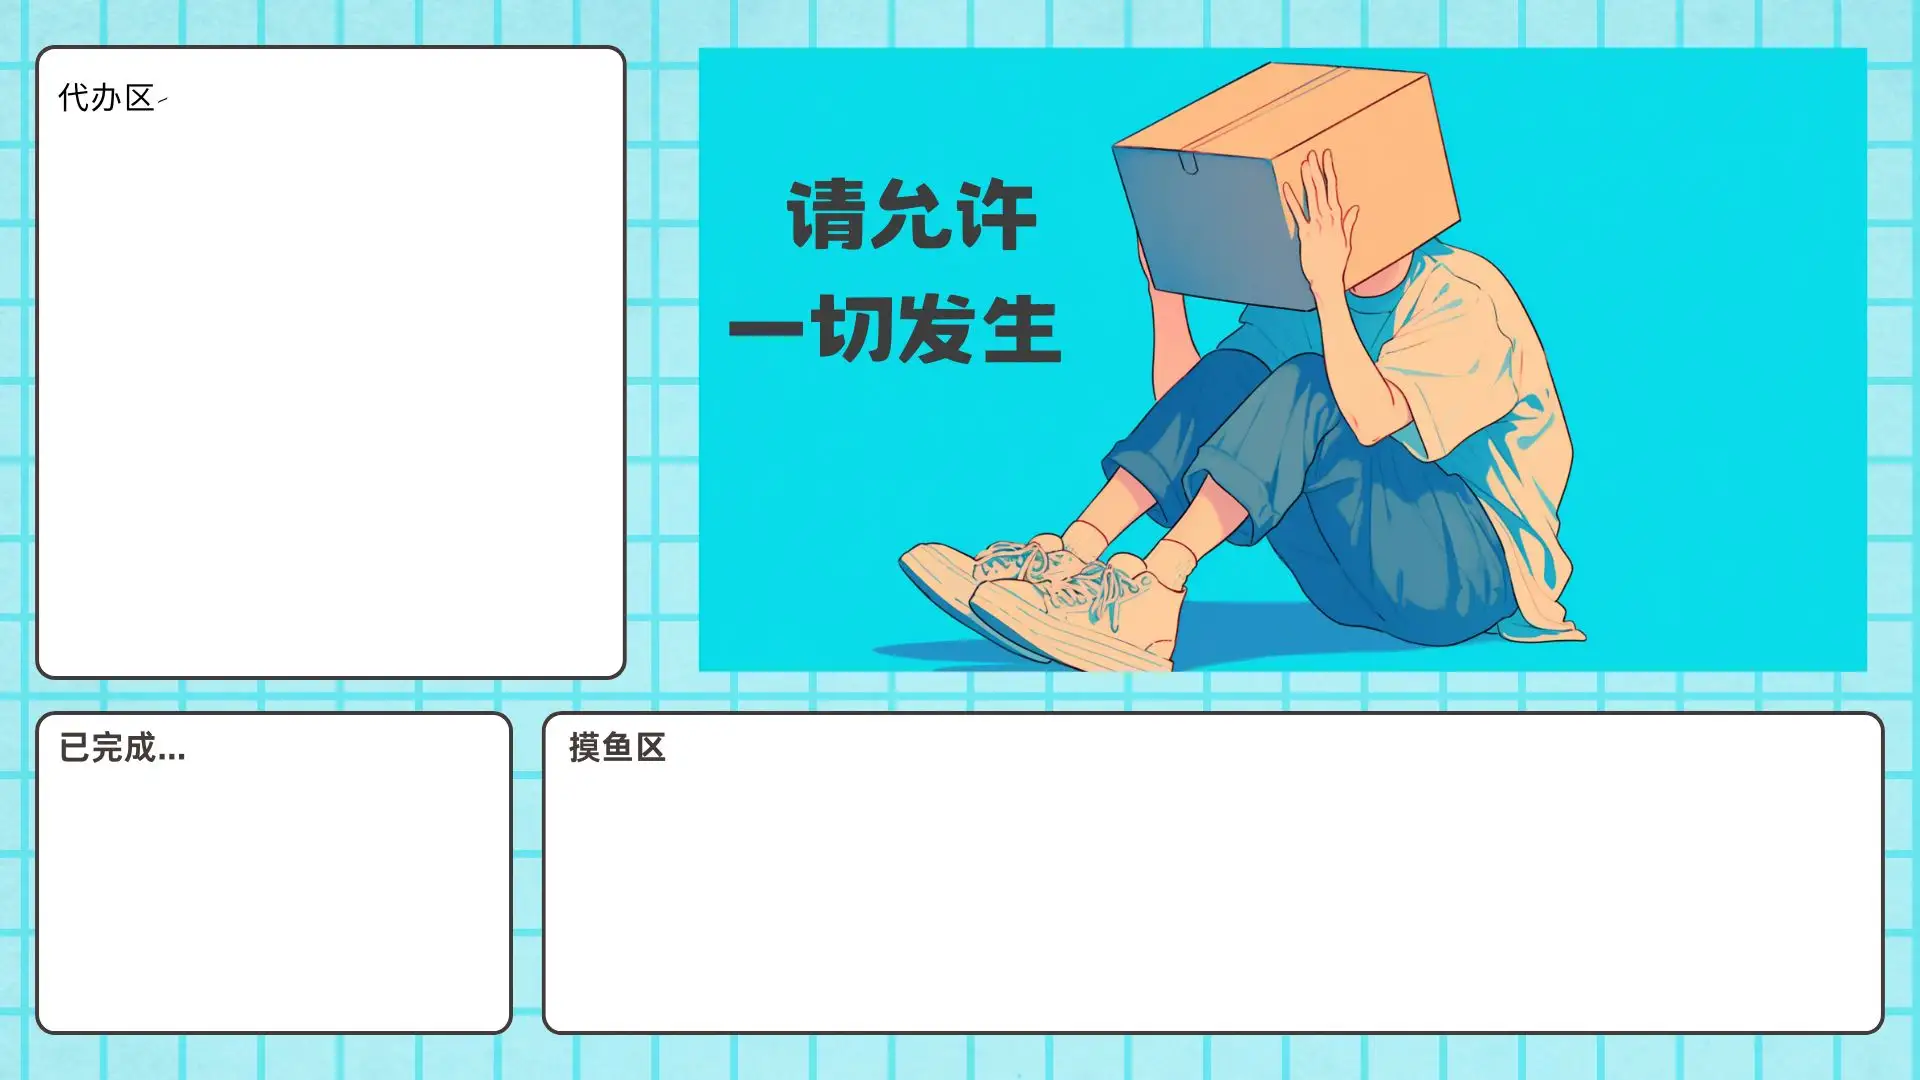 代办区-
请允许
一切发生
已完成...
摸鱼区